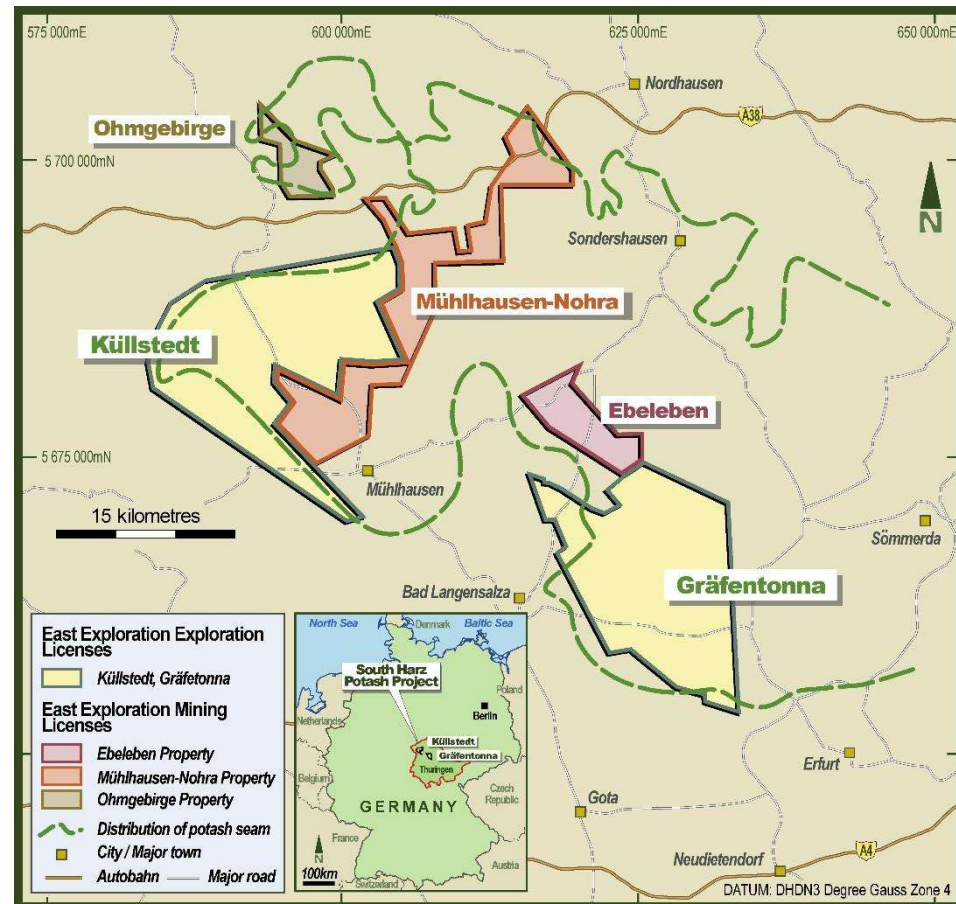 575 000mE
600 000mE
625 000mE
650 000mE
Nordhausen
A38
Ohmgebirge
5 700 000mN
N
Sondershausen
Mühlhausen-Nohra
Küllstedt
Ebeleben
5 675 000mN
Mühlhausen
15 kilometres
Sömmerda
Gräfentonna
Bad Langensalza
East Exploration Exploration
Licenses
Küllstedt, Gräfetonna
East Exploration Mining
Licenses
Ebeleben Property
Mühlhausen-Nohra Property
Ohmgebirge Property
Distribution of potash seam
City / Major town
Autobahn
Major road
North Sea
Denmark
Baltic Sea
South Harz
Potash Project
Poland
Berlin
Netherlands
Küllstedt
Gräfentonna
Thuringen
Belgium
Czech
Republic
GERMANY
France
N
100km
Austria
Switzerland
Erfurt
Gota
Neudietendorf
A4
DATUM: DHDN3 Degree Gauss Zone 4